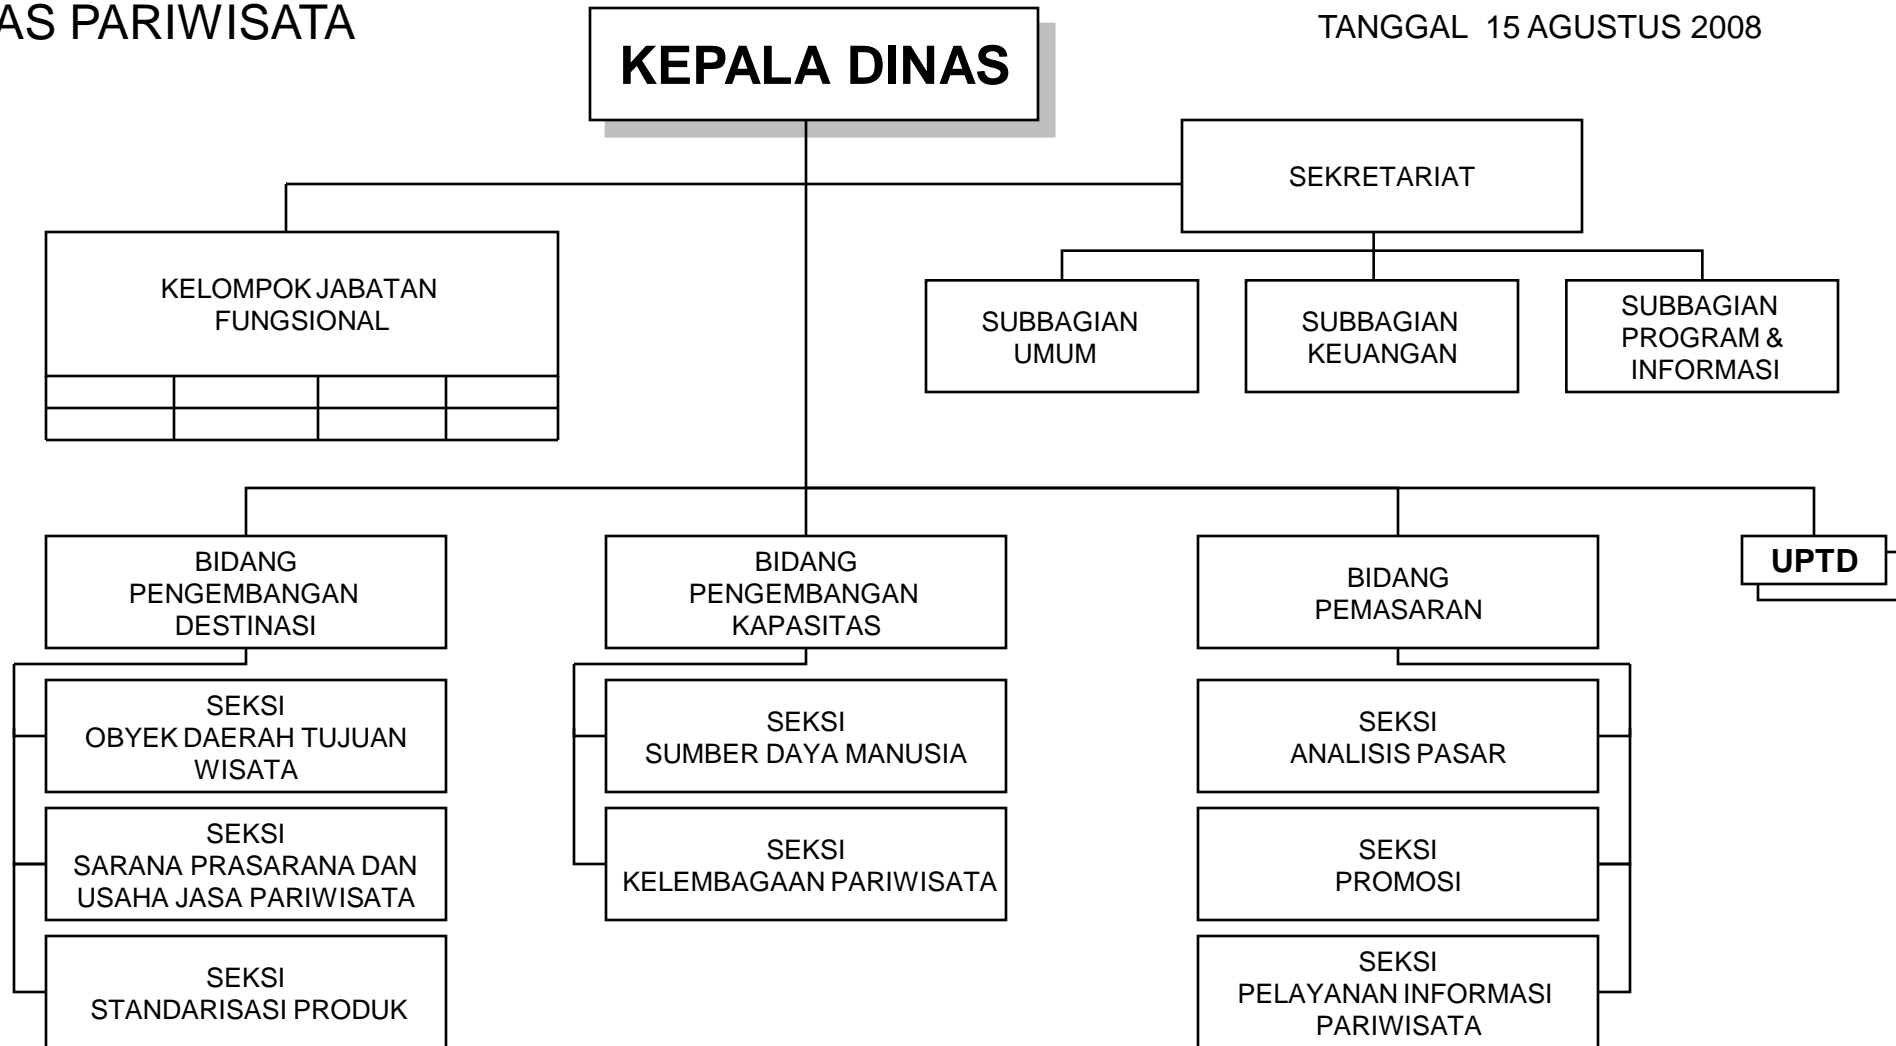 AS PARIWISATA
TANGGAL 15 AGUSTUS 2008
KEPALA DINAS
SEKRETARIAT
KELOMPOK JABATAN
FUNGSIONAL
SUBBAGIAN
UMUM
SUBBAGIAN
KEUANGAN
SUBBAGIAN
PROGRAM &
INFORMASI
BIDANG
PENGEMBANGAN
DESTINASI
BIDANG
PENGEMBANGAN
KAPASITAS
BIDANG
PEMASARAN
UPTD
SEKSI
OBYEK DAERAH TUJUAN
WISATA
SEKSI
SUMBER DAYA MANUSIA
SEKSI
ANALISIS PASAR
SEKSI
SARANA PRASARANA DAN
USAHA JASA PARIWISATA
SEKSI
KELEMBAGAAN PARIWISATA
SEKSI
PROMOSI
SEKSI
STANDARISASI PRODUK
SEKSI
PELAYANAN INFORMASI
PARIWISATA